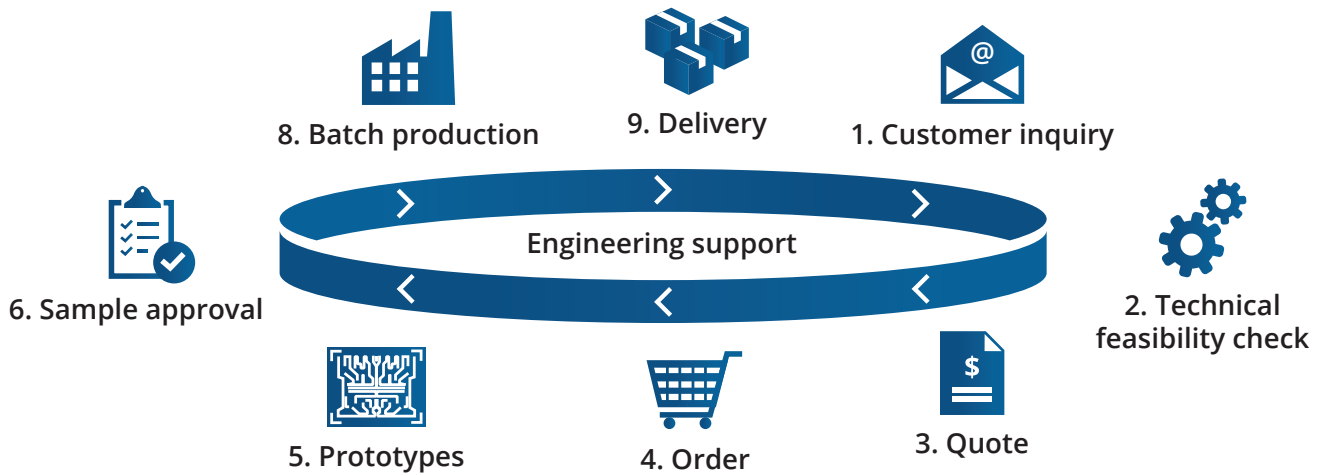 @
8. Batch production
9. Delivery
1. Customer inquiry
Engineering support
6. Sample approval
2. Technical
feasibility check
$
5. Prototypes
4. Order
3. Quote